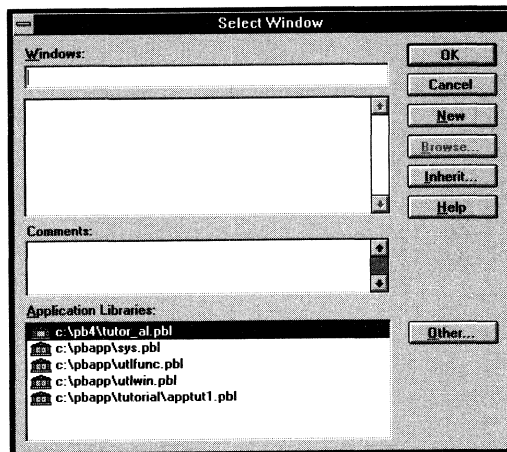 Select Window
Windows:
OK
Cancel
New
Browse...
Inherit...
Help
Comments:
Application Libraries:
c:\pb4\tutor_al.pbl
c:\pbapp\sys.pbl
c:\pbapp\utlfunc.pbl
c:\pbapp\utlwin.pbl
c:\pbapp\tutorial\apptut1.pbl
Other...